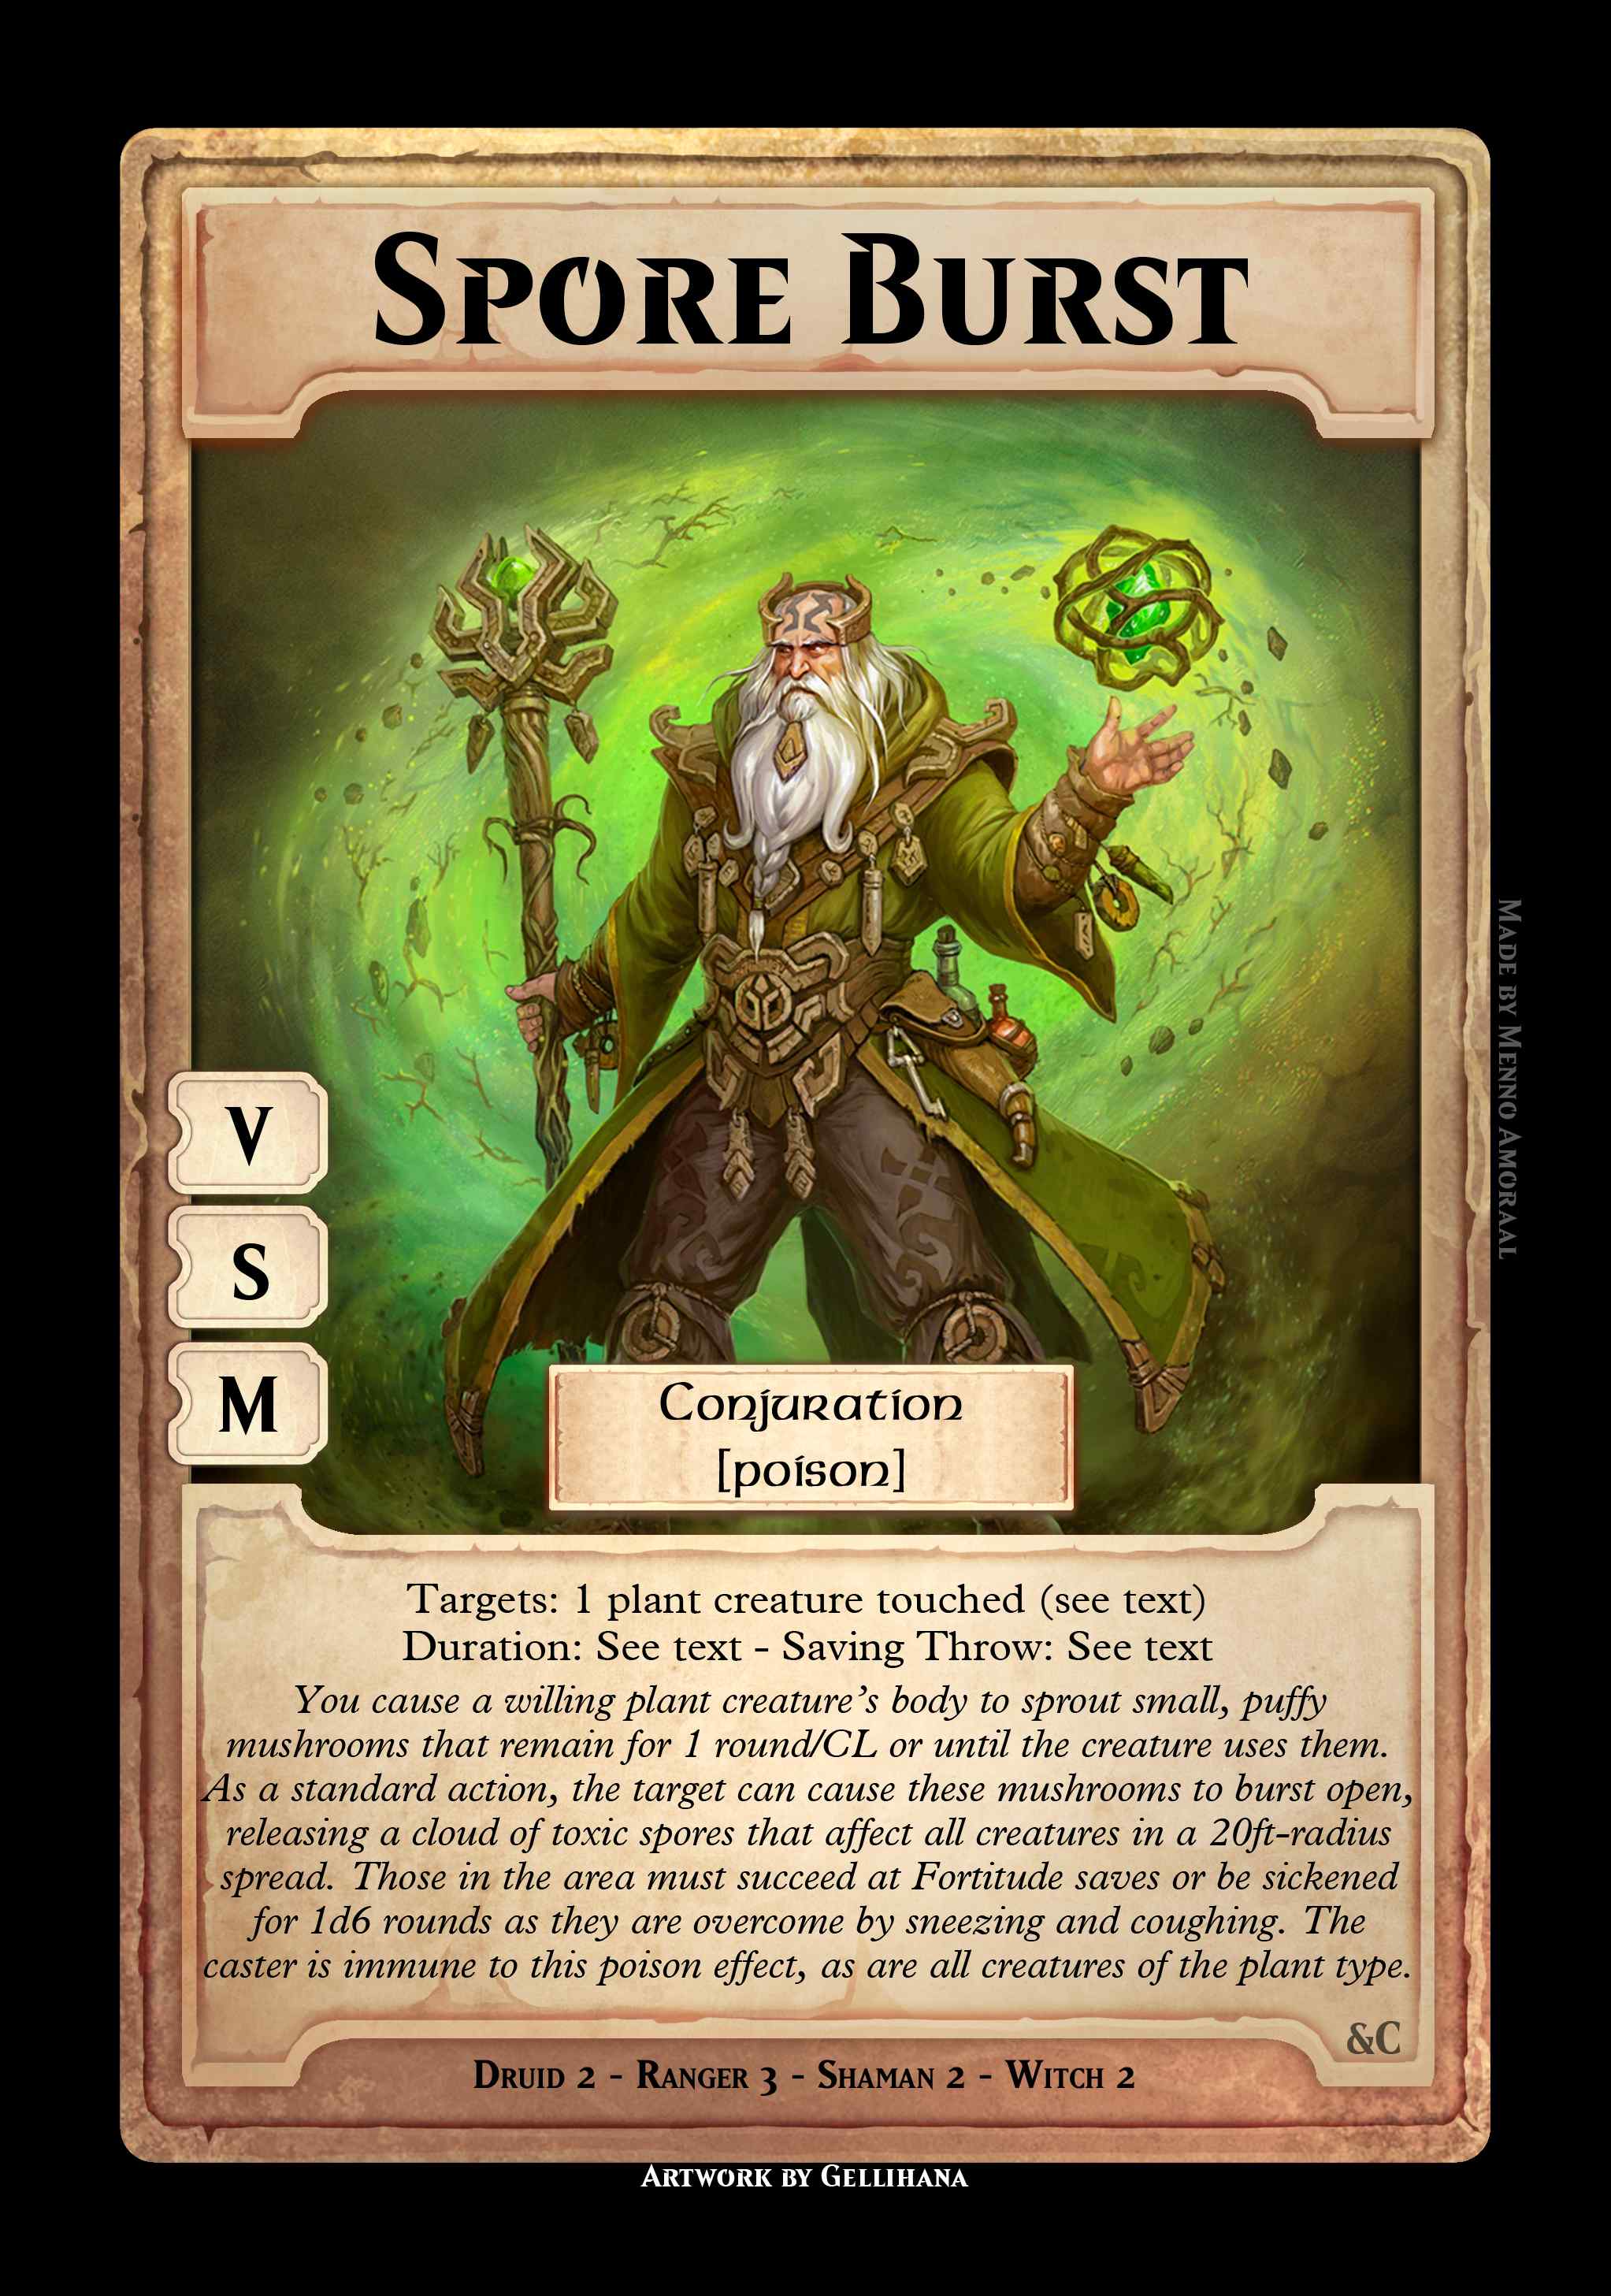 Spore Burst
V
S
M
Conjuration
[poison]
Targets: 1 plant creature touched (see text)
Duration: See text - Saving Throw: See text
You cause a willing plant creature's body to sprout small, puffy
mushrooms that remain for 1 round/CL or until the creature uses them.
As a standard action, the target can cause these mushrooms to burst open,
releasing a cloud of toxic spores that affect all creatures in a 20ft-radius
spread. Those in the area must succeed at Fortitude saves or be sickened
for 1d6 rounds as they are overcome by sneezing and coughing. The
caster is immune to this poison effect, as are all creatures of the plant type.
&C
Druid 2 - Ranger 3 - Shaman 2 - Witch 2
Artwork by Gellihana
Made by Menno Amoraal